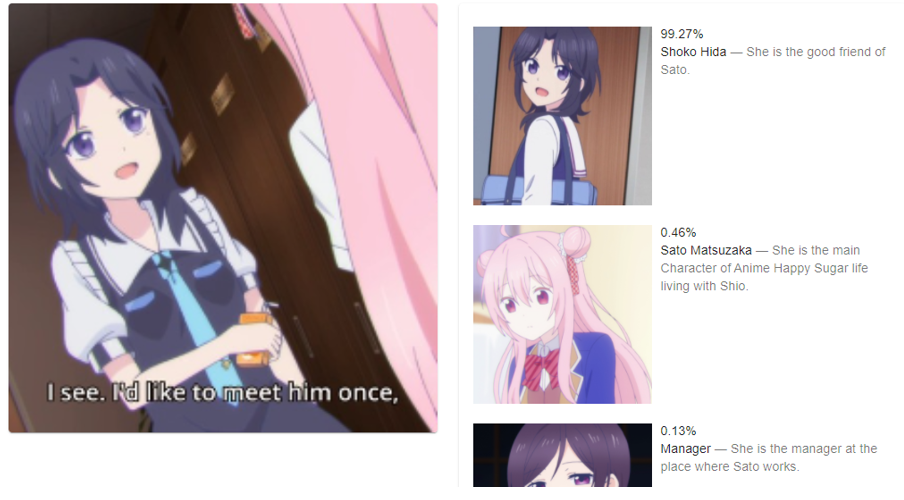 I see. I'd like to meet him once,
99.27%
Shoko Hida — She is the good friend of
Sato.
0.46%
Sato Matsuzaka — She is the main
Character of Anime Happy Sugar life
living with Shio.
0.13%
Manager — She is the manager at the
place where Sato works.